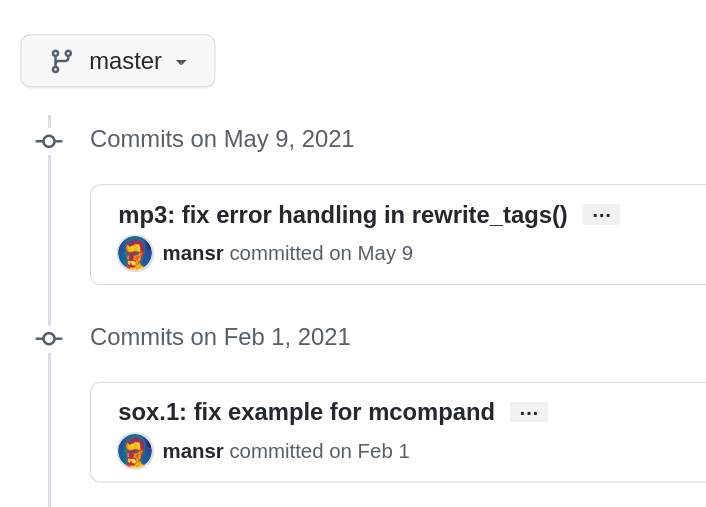 master
Commits on May 9, 2021
mp3: fix error handling in rewrite_tags() ...
mansr committed on May 9
Commits on Feb 1, 2021
sox.1: fix example for mcompand ...
mansr committed on Feb 1